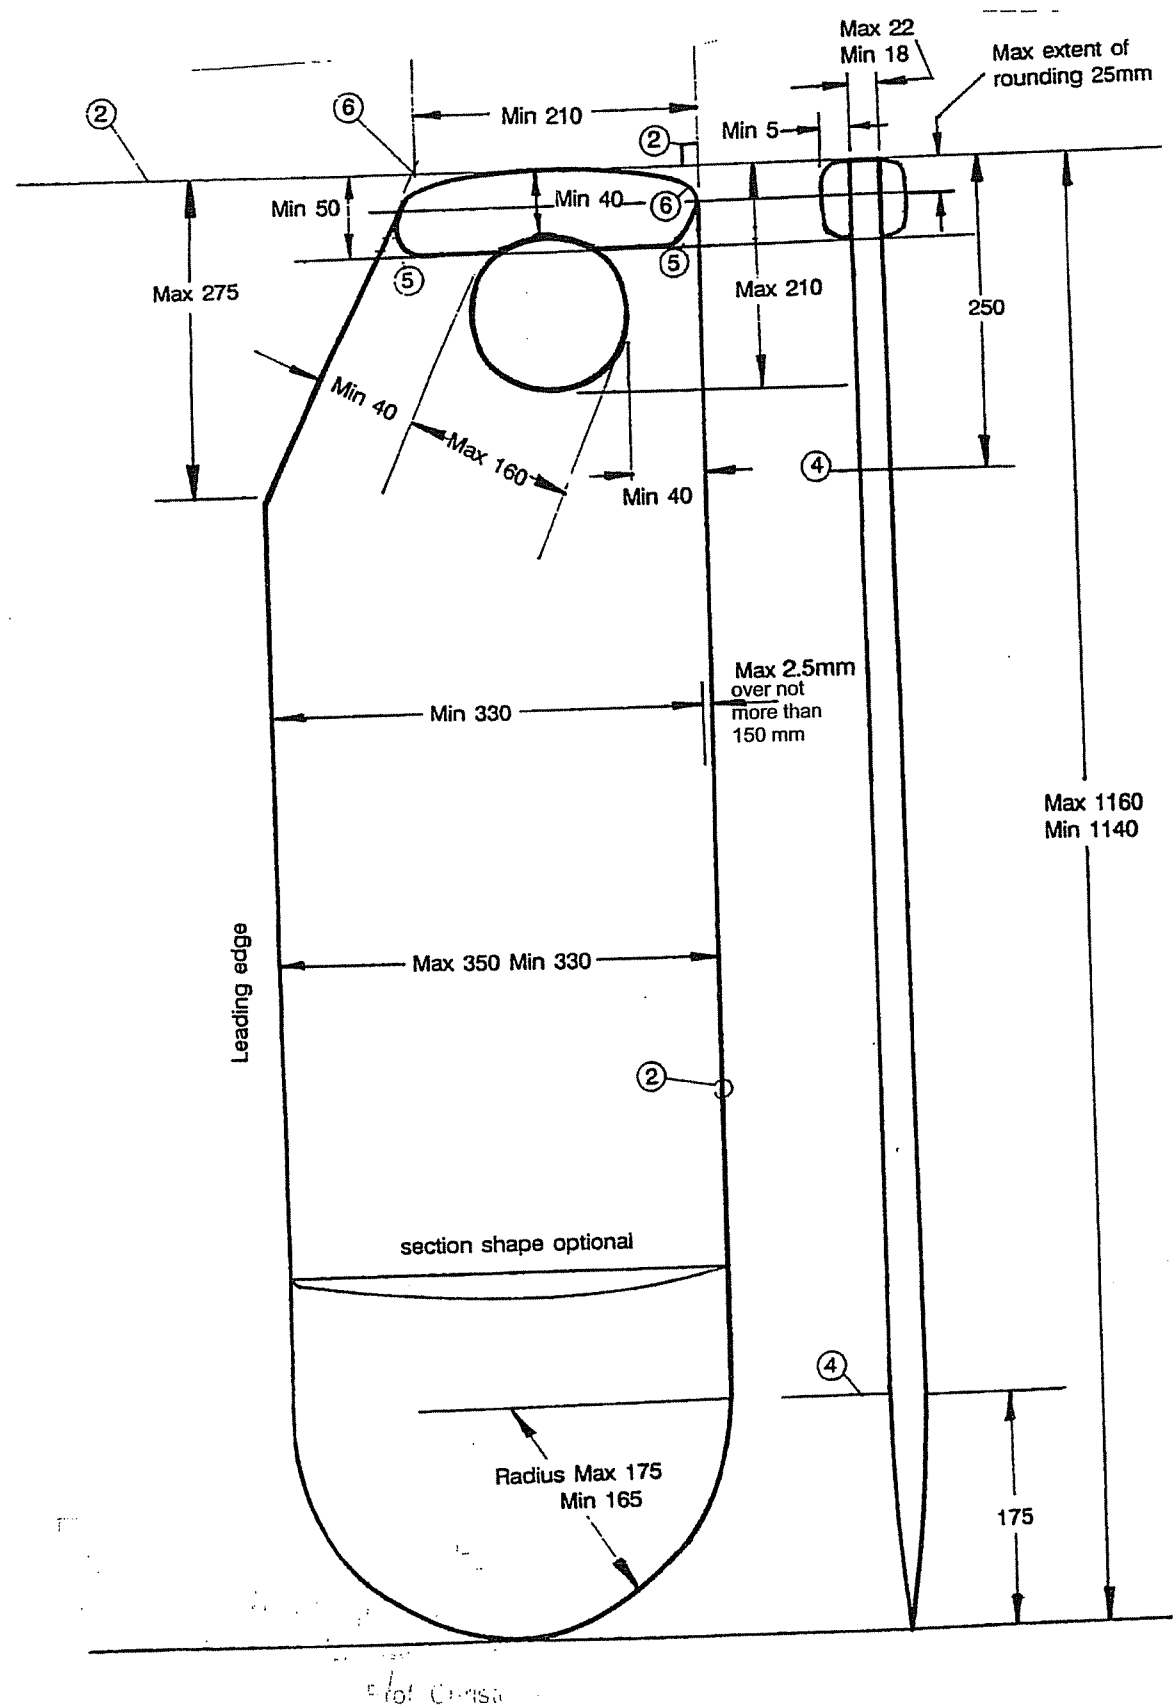 Max 22
Min 18
Max extent of
rounding 25mm
2
6
Min 210
Min 5
2
Min 50
Min 40
6
5
5
Max 275
Max 210
250
Min 40
Max 160
Min 40
4
Max 2.5mm
over not
more than
150 mm
Min 330
Max 1160
Min 1140
Leading edge
Max 350 Min 330
2
section shape optional
4
Radius Max 175
Min 165
175